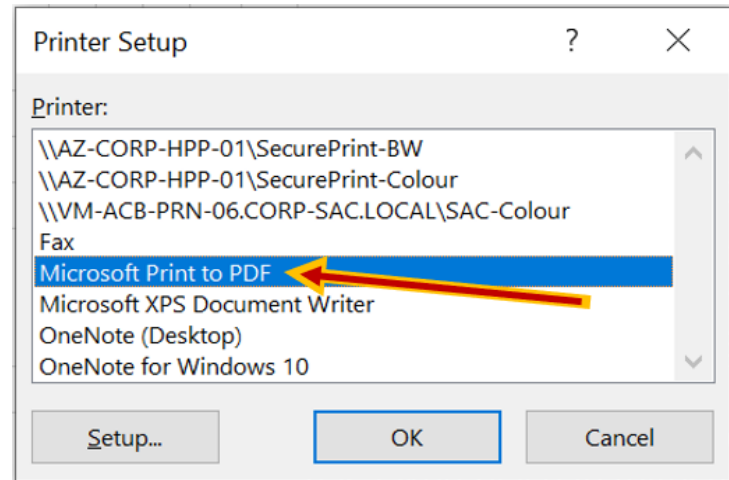 Printer Setup
?
Printer:
\\AZ-CORP-HPP-01\SecurePrint-BW
\\AZ-CORP-HPP-01\SecurePrint-Colour
\\VM-ACB-PRN-06.CORP-SAC.LOCAL\SAC-Colour
Fax
Microsoft Print to PDF
Microsoft XPS Document Writer
OneNote (Desktop)
OneNote for Windows 10
Setup... OK Cancel